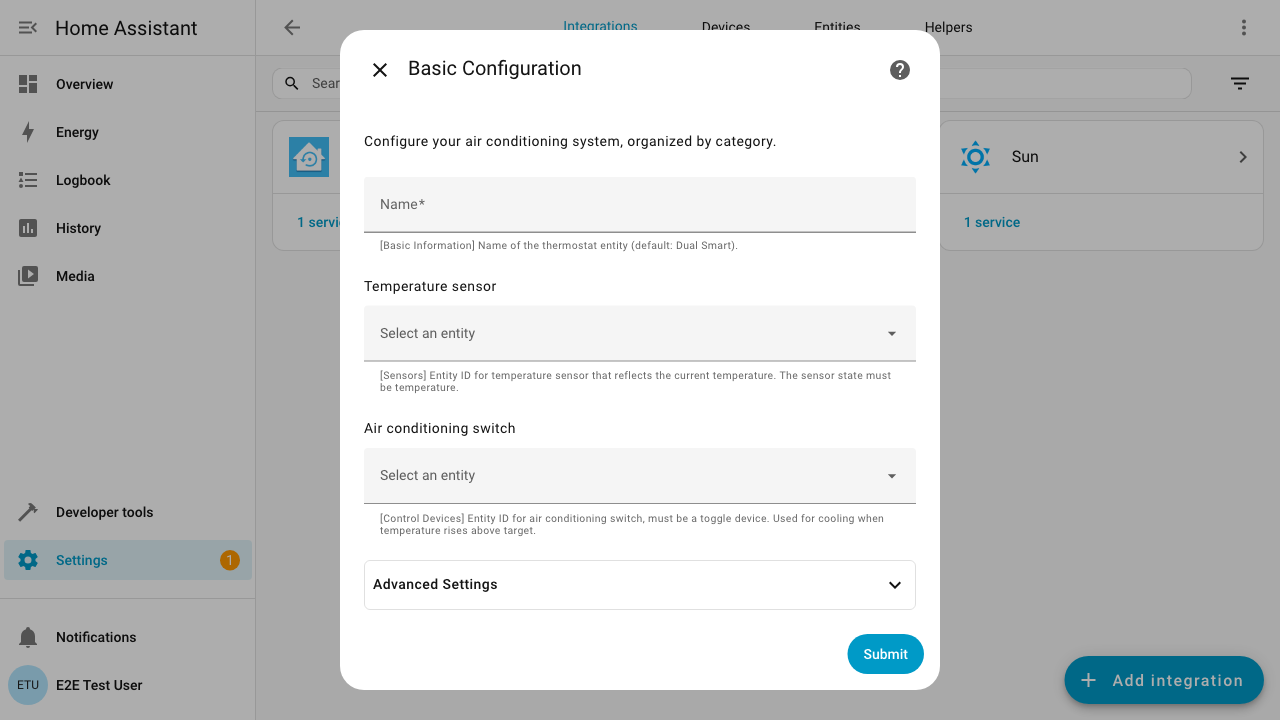 Home Assistant
Integrations
Devices
Entities
Helpers
Sear
Overview
Energy
Logbook
History
Media
Developer tools
Settings
1
Notifications
ETU
E2E Test User
1 servi
Sun
1 service
Basic Configuration
Configure your air conditioning system, organized by category.
Name*
[Basic Information] Name of the thermostat entity (default: Dual Smart).
Temperature sensor
Select an entity
[Sensors] Entity ID for temperature sensor that reflects the current temperature. The sensor state must
be temperature.
Air conditioning switch
Select an entity
[Control Devices] Entity ID for air conditioning switch, must be a toggle device. Used for cooling when
temperature rises above target.
Advanced Settings
Submit
Add integration